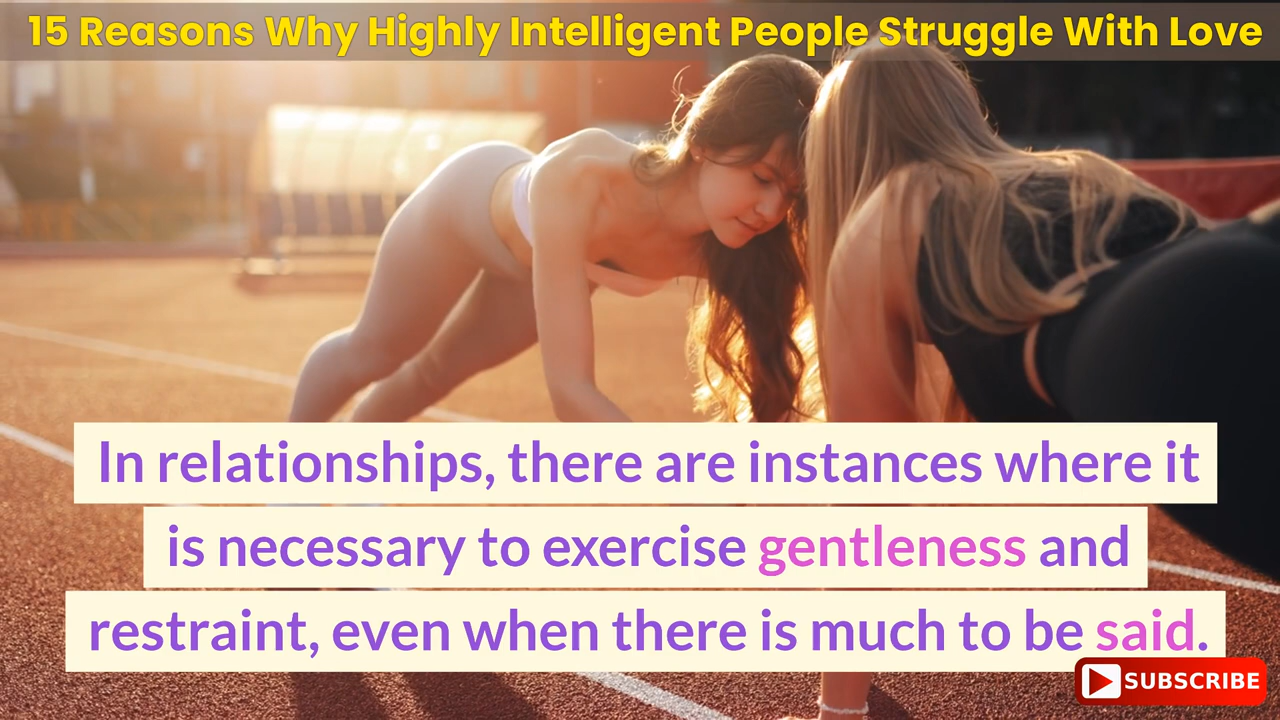 15 Reasons Why Highly Intelligent People Struggle With Love
In relationships, there are instances where it
is necessary to exercise gentleness and
restraint, even when there is much to be said.
SUBSCRIBE